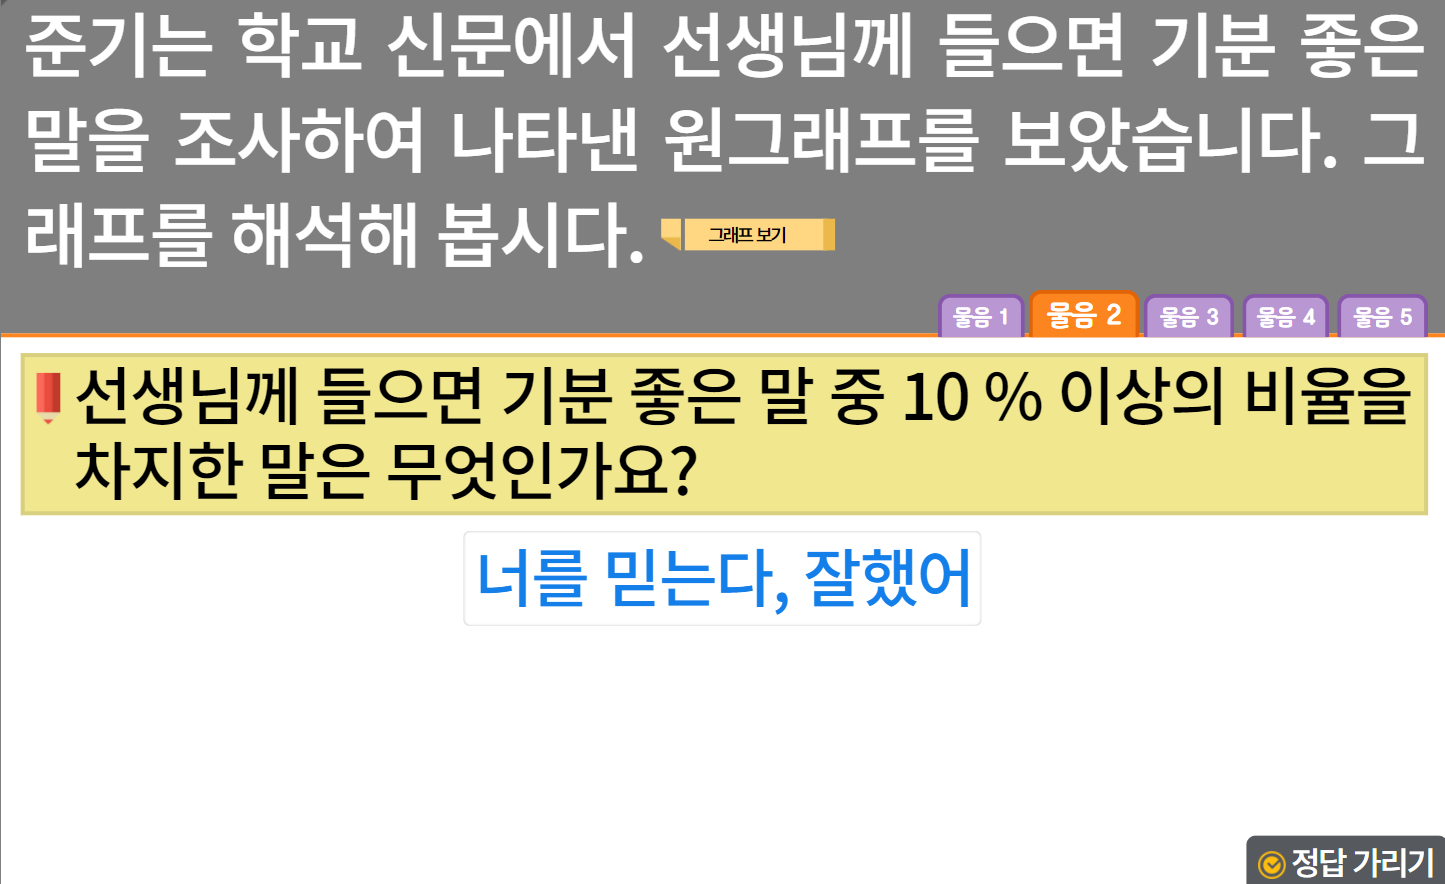 준기는 학교 신문에서 선생님께 들으면 기분 좋은
말을 조사하여 나타낸 원그래프를 보았습니다. 그
래프를 해석해 봅시다. 그래프 보기
물음 1 물음 2 물음 3 물음 4 물음 5
선생님께 들으면 기분 좋은 말 중 10 % 이상의 비율을
차지한 말은 무엇인가요?
너를 믿는다, 잘했어
정답 가리기